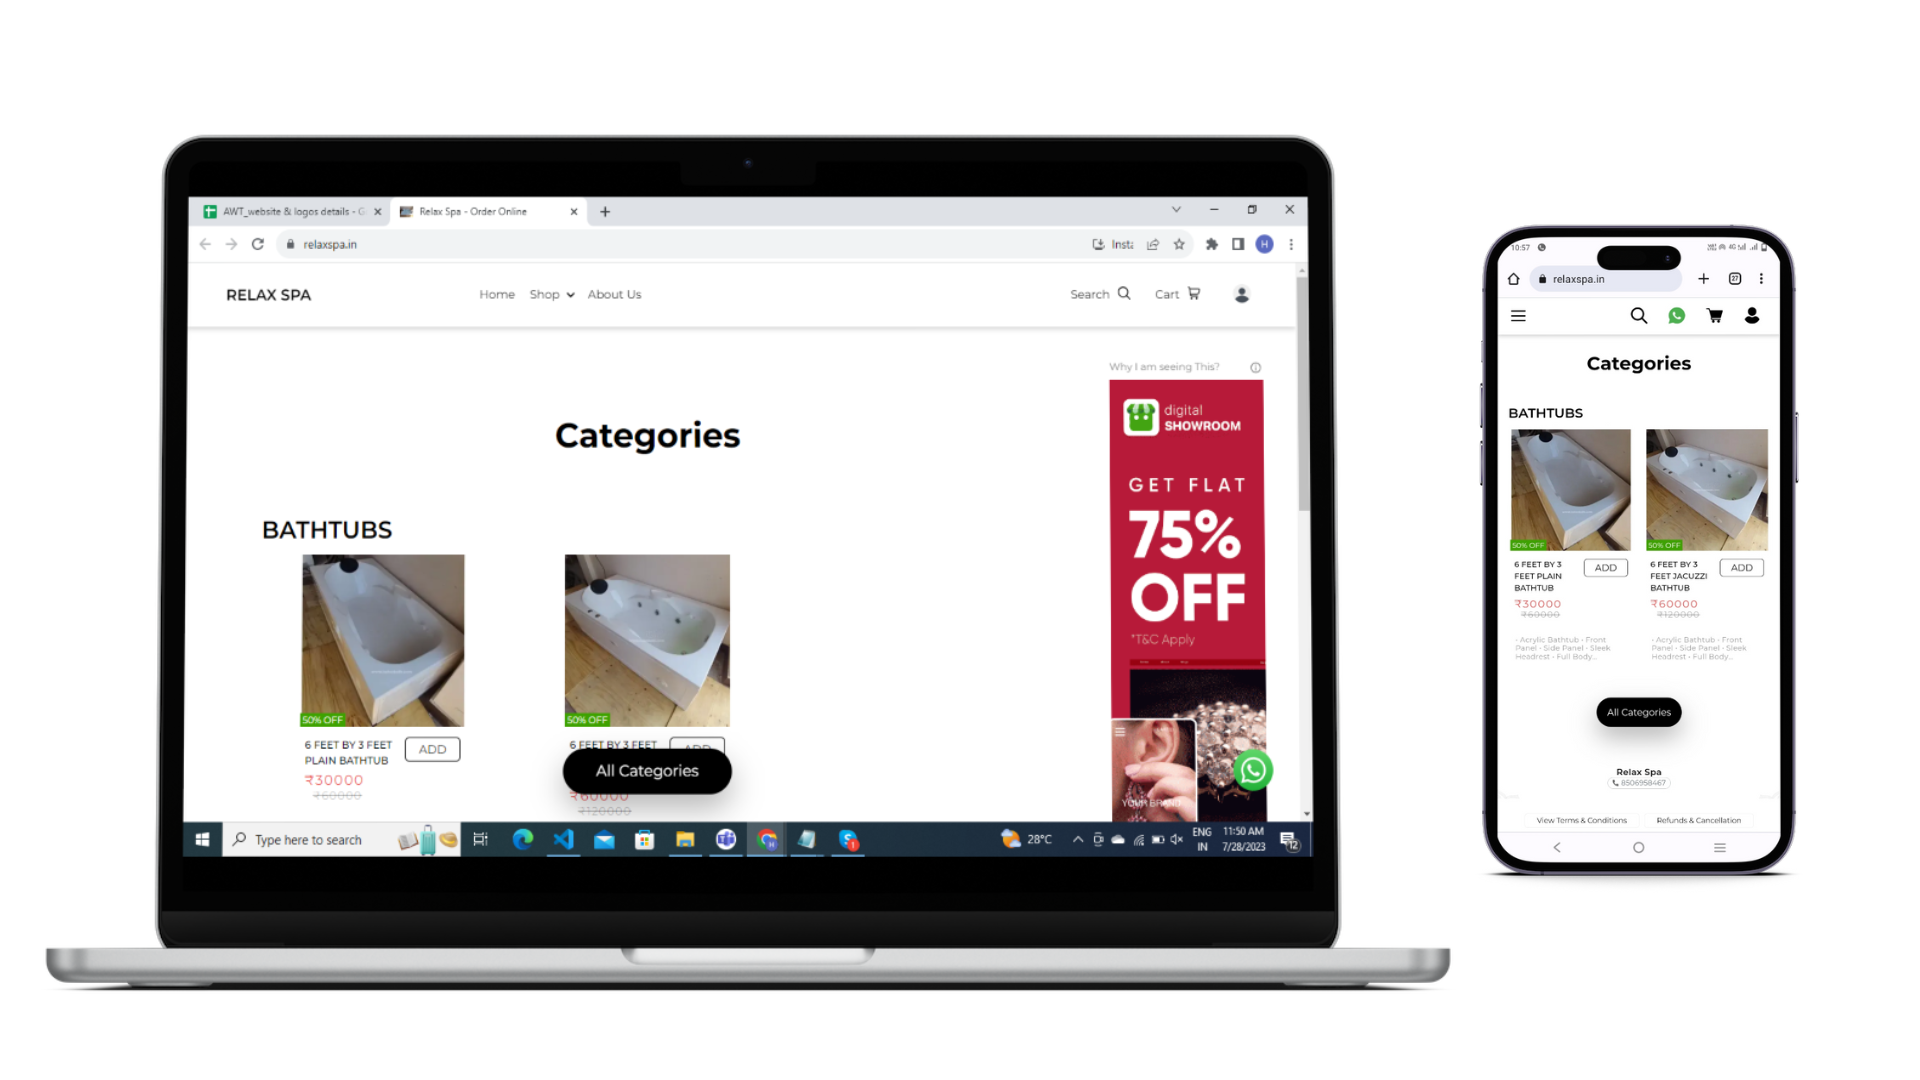 AWT_website & logos details - G
Relax Spa - Order Online
relaxspa.in
Insta
H
RELAX SPA
Home
Shop
About Us
Search
Cart
Why I am seeing This?
Categories
BATHTUBS
50% OFF
6 FEET BY 3 FEET
PLAIN BATHTUB
ADD
₹30000
₹60000
50% OFF
6 FEET BY 3 FEET
ADD
All Categories
₹60000
₹120000
digital
SHOWROOM
GET FLAT
75%
OFF
*T&C Apply
YOUR BRAND
Type here to search
28°C
ENG
IN
11:50 AM
7/28/2023
12
10:57
4G
relaxspa.in
27
Categories
BATHTUBS
50% OFF
6 FEET BY 3
FEET PLAIN
BATHTUB
ADD
₹30000
₹60000
- Acrylic Bathtub - Front
Panel - Side Panel - Sleek
Headrest - Full Body...
50% OFF
6 FEET BY 3
FEET JACUZZI
BATHTUB
ADD
₹60000
₹120000
- Acrylic Bathtub - Front
Panel - Side Panel - Sleek
Headrest - Full Body...
All Categories
Relax Spa
8506958467
View Terms & Conditions
Refunds & Cancellation